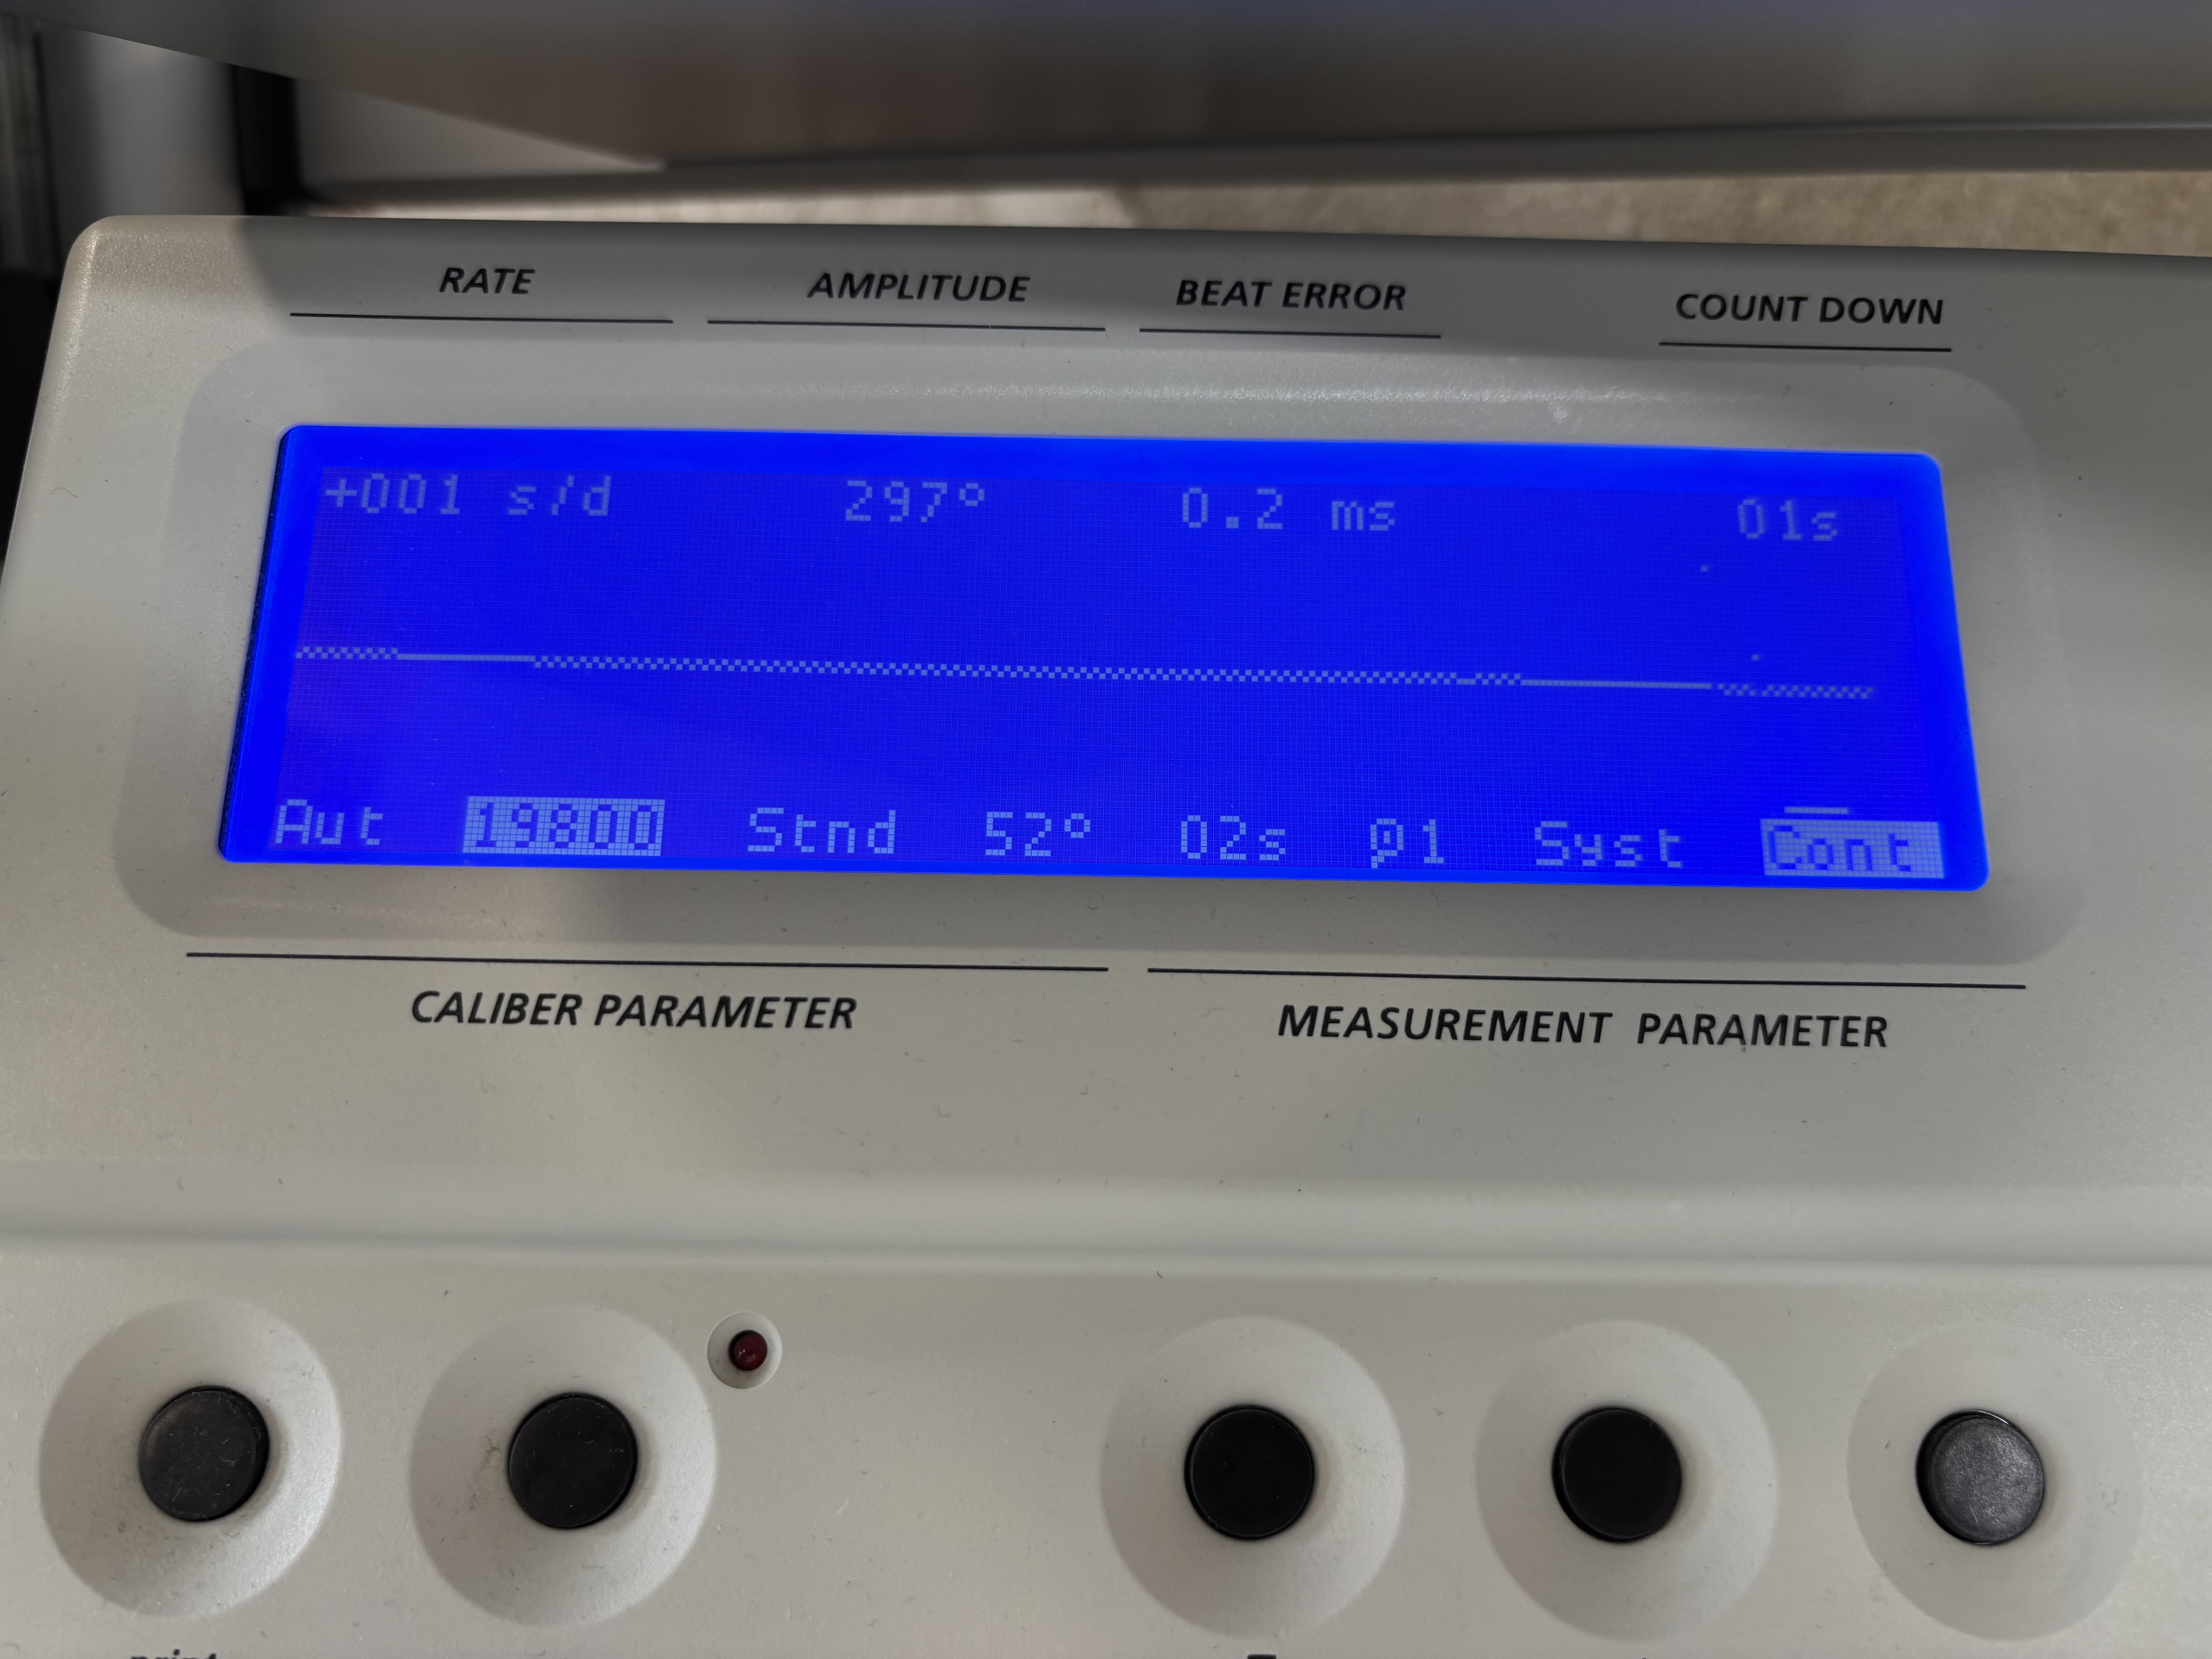 RATE AMPLITUDE BEAT ERROR COUNT DOWN
+001 s/d 297° 0.2 ms 01s
Aut 19800 Stnd 52° 02s p1 Syst Cont
CALIBER PARAMETER MEASUREMENT PARAMETER